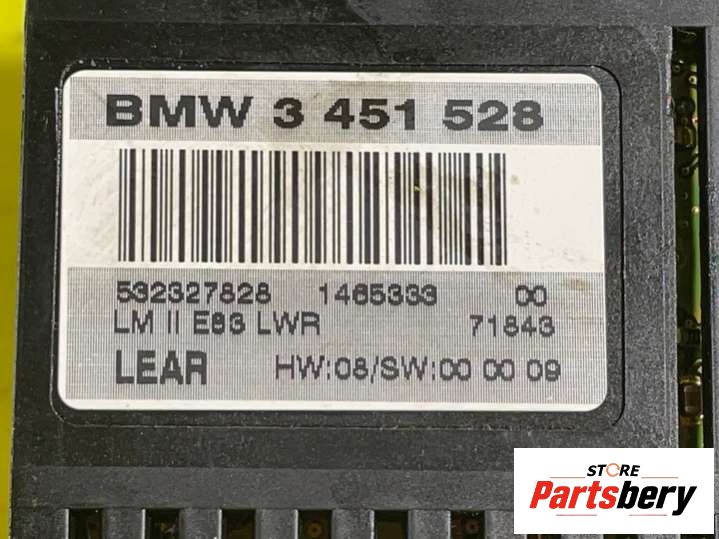 BMW 3 451 528
532327828 1465333 00
LM II E83 LWR 71843
LEAR HW:08/SW:00 00 09
STORE
Partsbery